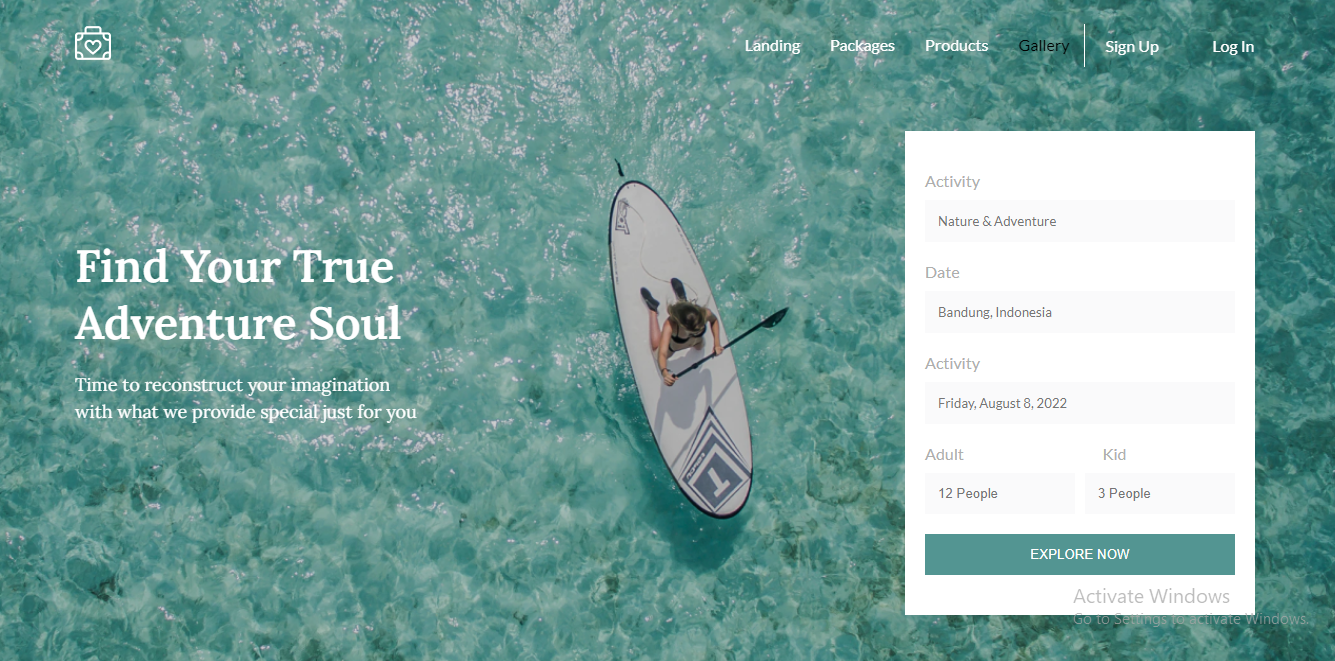 Landing Packages Products Gallery Sign Up Log In
Find Your True
Adventure Soul
Time to reconstruct your imagination
with what we provide special just for you
Activity
Nature & Adventure
Date
Bandung, Indonesia
Activity
Friday, August 8, 2022
Adult Kid
12 People 3 People
EXPLORE NOW
Activate Windows
Go to Settings to activate Windows.
T